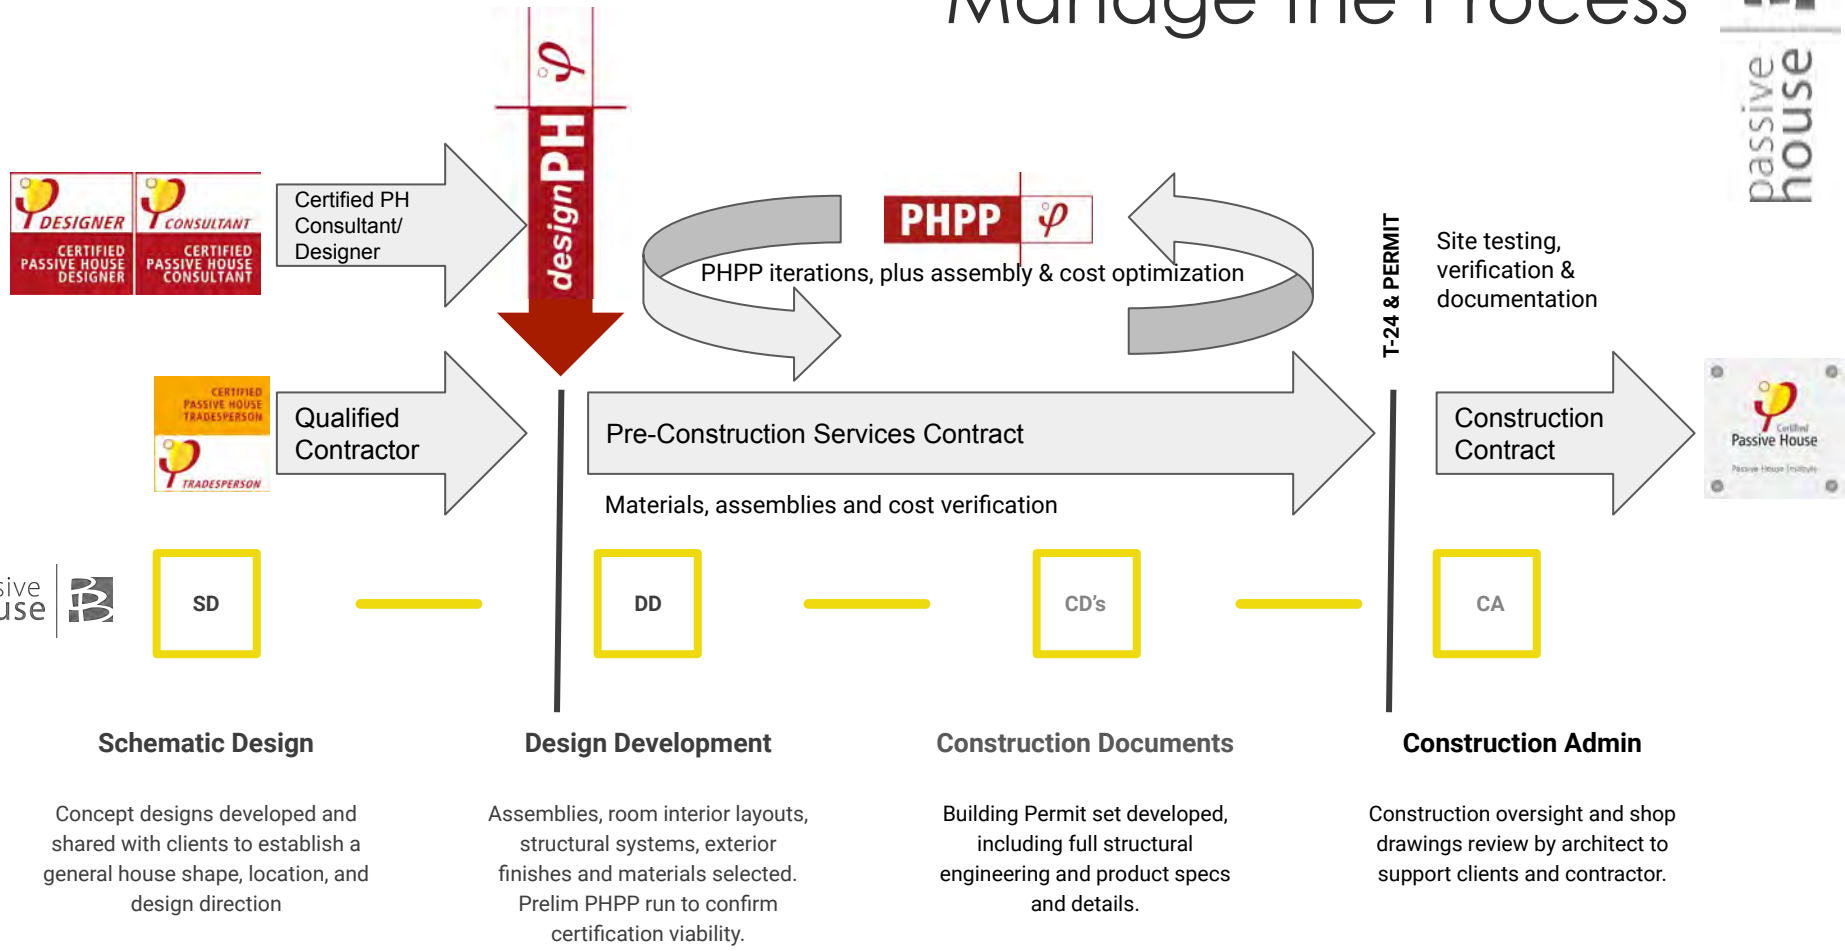 Manage the Process
passive
house
designPH
DESIGNER
CERTIFIED
PASSIVE HOUSE
DESIGNER
CONSULTANT
CERTIFIED
PASSIVE HOUSE
CONSULTANT
Certified PH
Consultant/
Designer
PHPP
PHPP iterations, plus assembly & cost optimization
T-24 & PERMIT
Site testing,
verification &
documentation
CERTIFIED
PASSIVE HOUSE
TRADESPERSON
TRADESPERSON
Qualified
Contractor
Pre-Construction Services Contract
Materials, assemblies and cost verification
Construction
Contract
Certified
Passive House
Passive House Institute
sive
use
SD
DD
CD's
CA
Schematic Design
Concept designs developed and
shared with clients to establish a
general house shape, location, and
design direction
Design Development
Assemblies, room interior layouts,
structural systems, exterior
finishes and materials selected.
Prelim PHPP run to confirm
certification viability.
Construction Documents
Building Permit set developed,
including full structural
engineering and product specs
and details.
Construction Admin
Construction oversight and shop
drawings review by architect to
support clients and contractor.